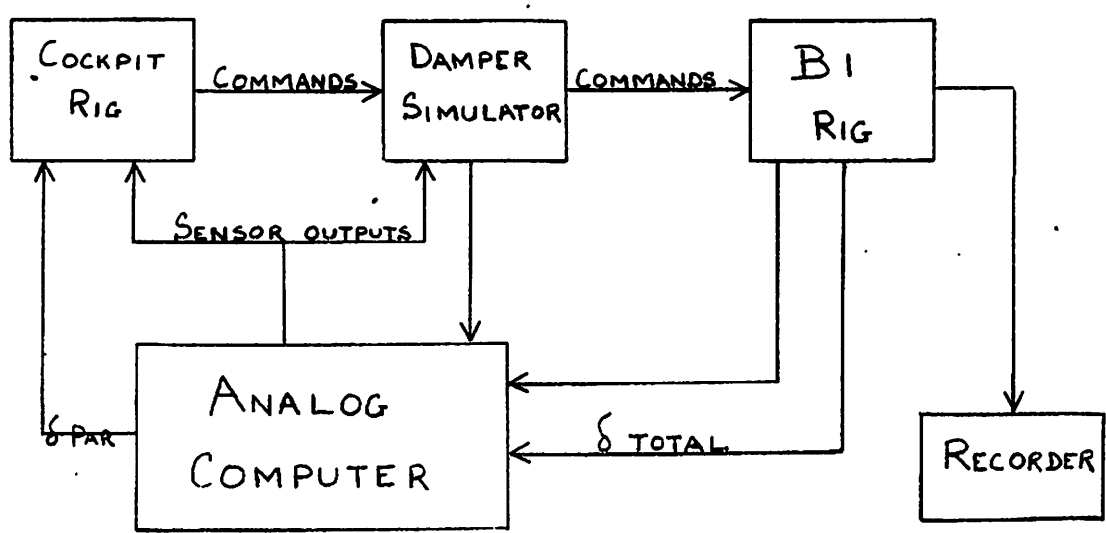 COCKPIT
RIG
COMMANDS
DAMPER
SIMULATOR
COMMANDS
B1
RIG
SENSOR OUTPUTS
ANALOG
COMPUTER
δ PAR
δ TOTAL
RECORDER